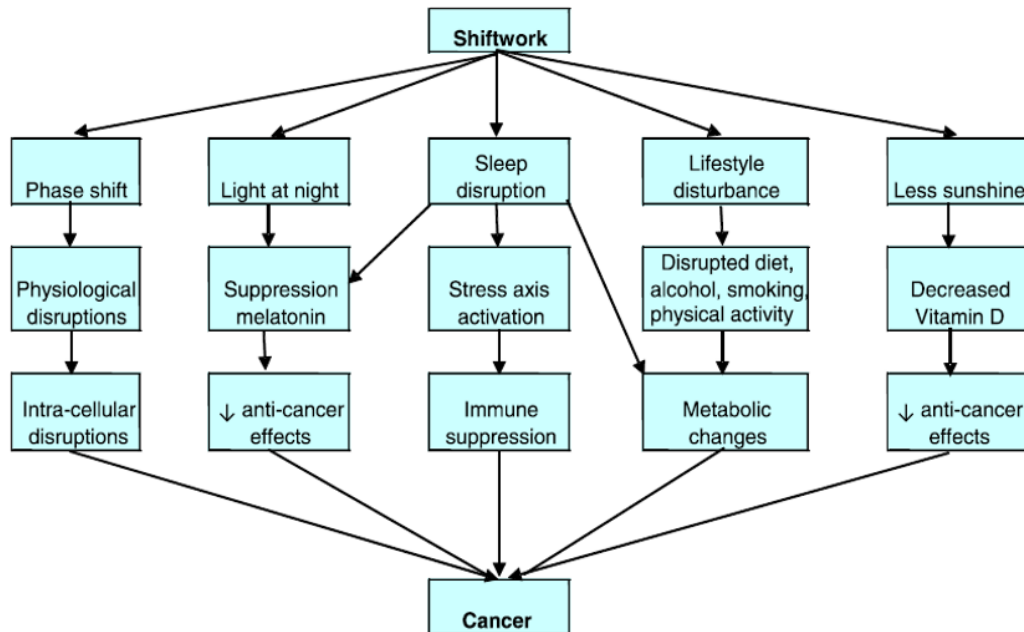 Shiftwork
Phase shift
Light at night
Sleep
disruption
Lifestyle
disturbance
Less sunshine
Physiological
disruptions
Suppression
melatonin
Stress axis
activation
Disrupted diet,
alcohol, smoking,
physical activity
Decreased
Vitamin D
Intra-cellular
disruptions
↓ anti-cancer
effects
Immune
suppression
Metabolic
changes
↓ anti-cancer
effects
Cancer